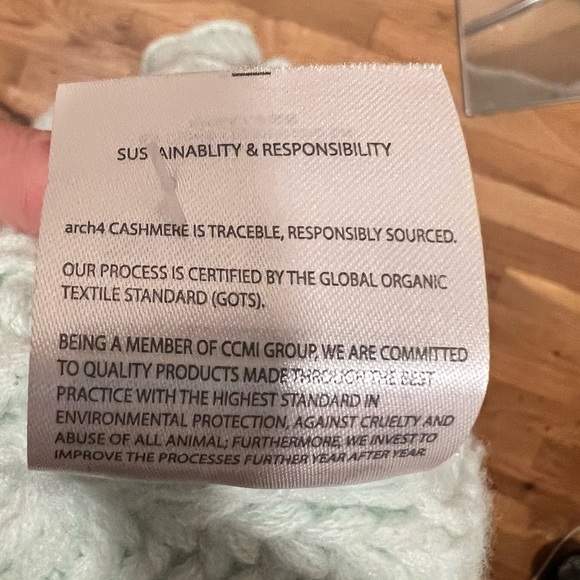 SUSTAINABLITY & RESPONSIBILITY
arch4 CASHMERE IS TRACEBLE, RESPONSIBLY SOURCED.
OUR PROCESS IS CERTIFIED BY THE GLOBAL ORGANIC
TEXTILE STANDARD (GOTS).
BEING A MEMBER OF CCMI GROUP, WE ARE COMMITTED
TO QUALITY PRODUCTS MADE THROUGH THE BEST
PRACTICE WITH THE HIGHEST STANDARD IN
ENVIRONMENTAL PROTECTION, AGAINST CRUELTY AND
ABUSE OF ALL ANIMAL; FURTHERMORE, WE INVEST TO
IMPROVE THE PROCESSES FURTHER YEAR AFTER YEAR.